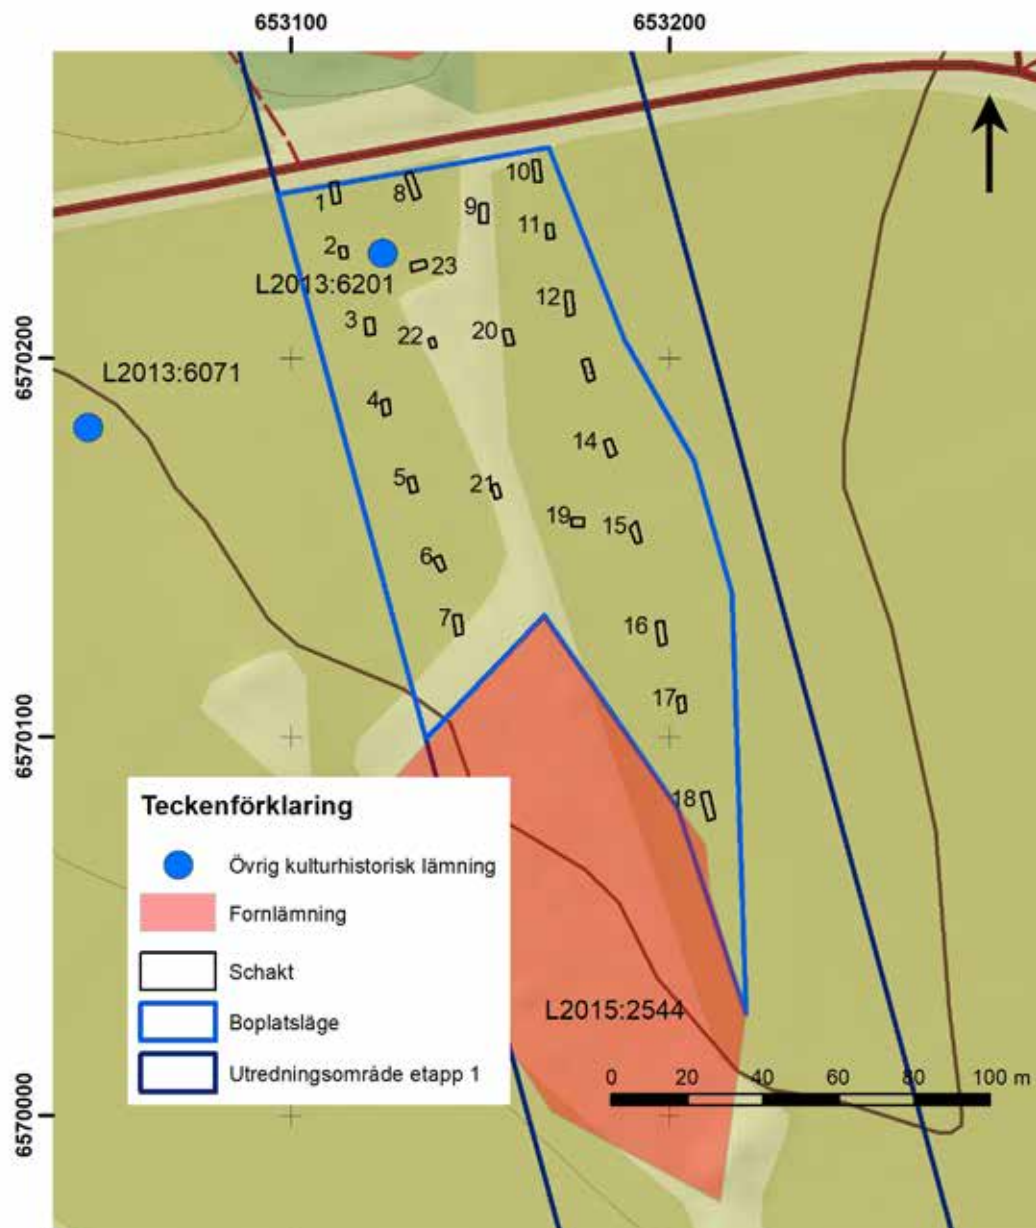 653100 653200
10
1 8
9
11
2
23
L2013:6201
12
3
22 20
6570200
L2013:6071
4
14
5
21
19 15
6
7 16
17
6570100
18
Teckenförklaring
Övrig kulturhistorisk lämning
Fornlämning
Schakt
Boplatsläge
Utredningsområde etapp 1
L2015:2544
0 20 40 60 80 100 m
6570000